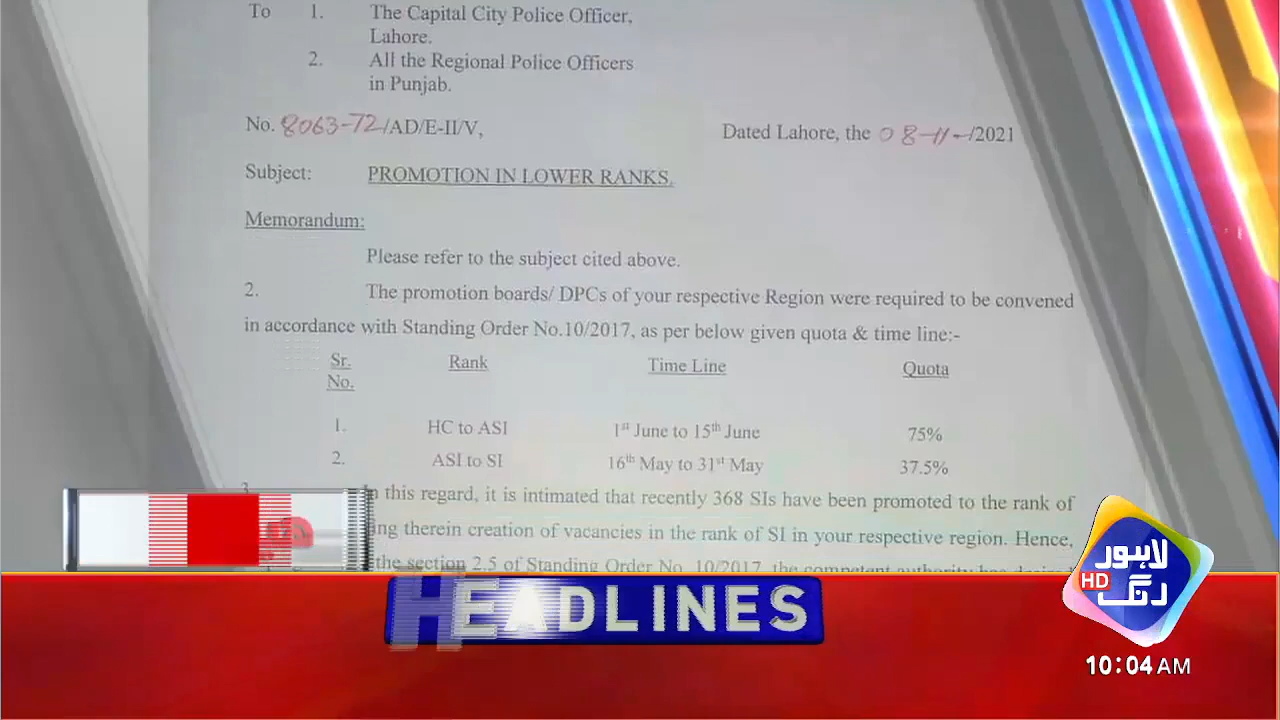 To 1. The Capital City Police Officer,
Lahore.
2. All the Regional Police Officers
in Punjab.
No. 8063-72/AD/E-II/V, Dated Lahore, the 08-11-/2021
Subject: PROMOTION IN LOWER RANKS.
Memorandum:
Please refer to the subject cited above.
2. The promotion boards/ DPCs of your respective Region were required to be convened
in accordance with Standing Order No.10/2017, as per below given quota & time line:-
Sr. No. Rank Time Line Quota
1. HC to ASI 1st June to 15th June 75%
2. ASI to SI 16th May to 31st May 37.5%
3. In this regard, it is intimated that recently 368 SIs have been promoted to the rank of
ing therein creation of vacancies in the rank of SI in your respective region. Hence,
the section 2.5 of Standing Order No. 10/2017, the competent authority has
HEADLINES
لاہور
HD
رنگ
10:04 AM